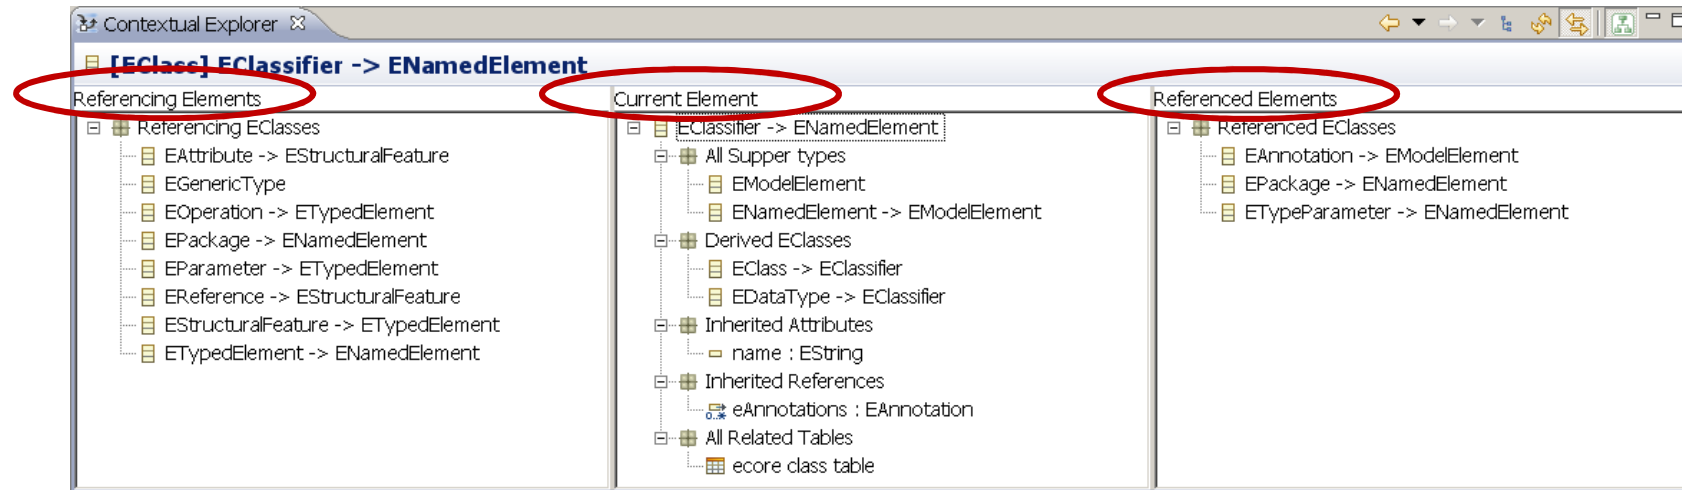 Contextual Explorer
[EClass] EClassifier -> ENamedElement
Referencing Elements
Referencing EClasses
EAttribute -> EStructuralFeature
EGenericType
EOperation -> ETypedElement
EPackage -> ENamedElement
EParameter -> ETypedElement
EReference -> EStructuralFeature
EStructuralFeature -> ETypedElement
ETypedElement -> ENamedElement
Current Element
EClassifier -> ENamedElement
All Supper types
EModelElement
ENamedElement -> EModelElement
Derived EClasses
EClass -> EClassifier
EDataType -> EClassifier
Inherited Attributes
name : EString
Inherited References
0..* eAnnotations : EAnnotation
All Related Tables
ecore class table
Referenced Elements
Referenced EClasses
EAnnotation -> EModelElement
EPackage -> ENamedElement
ETypeParameter -> ENamedElement